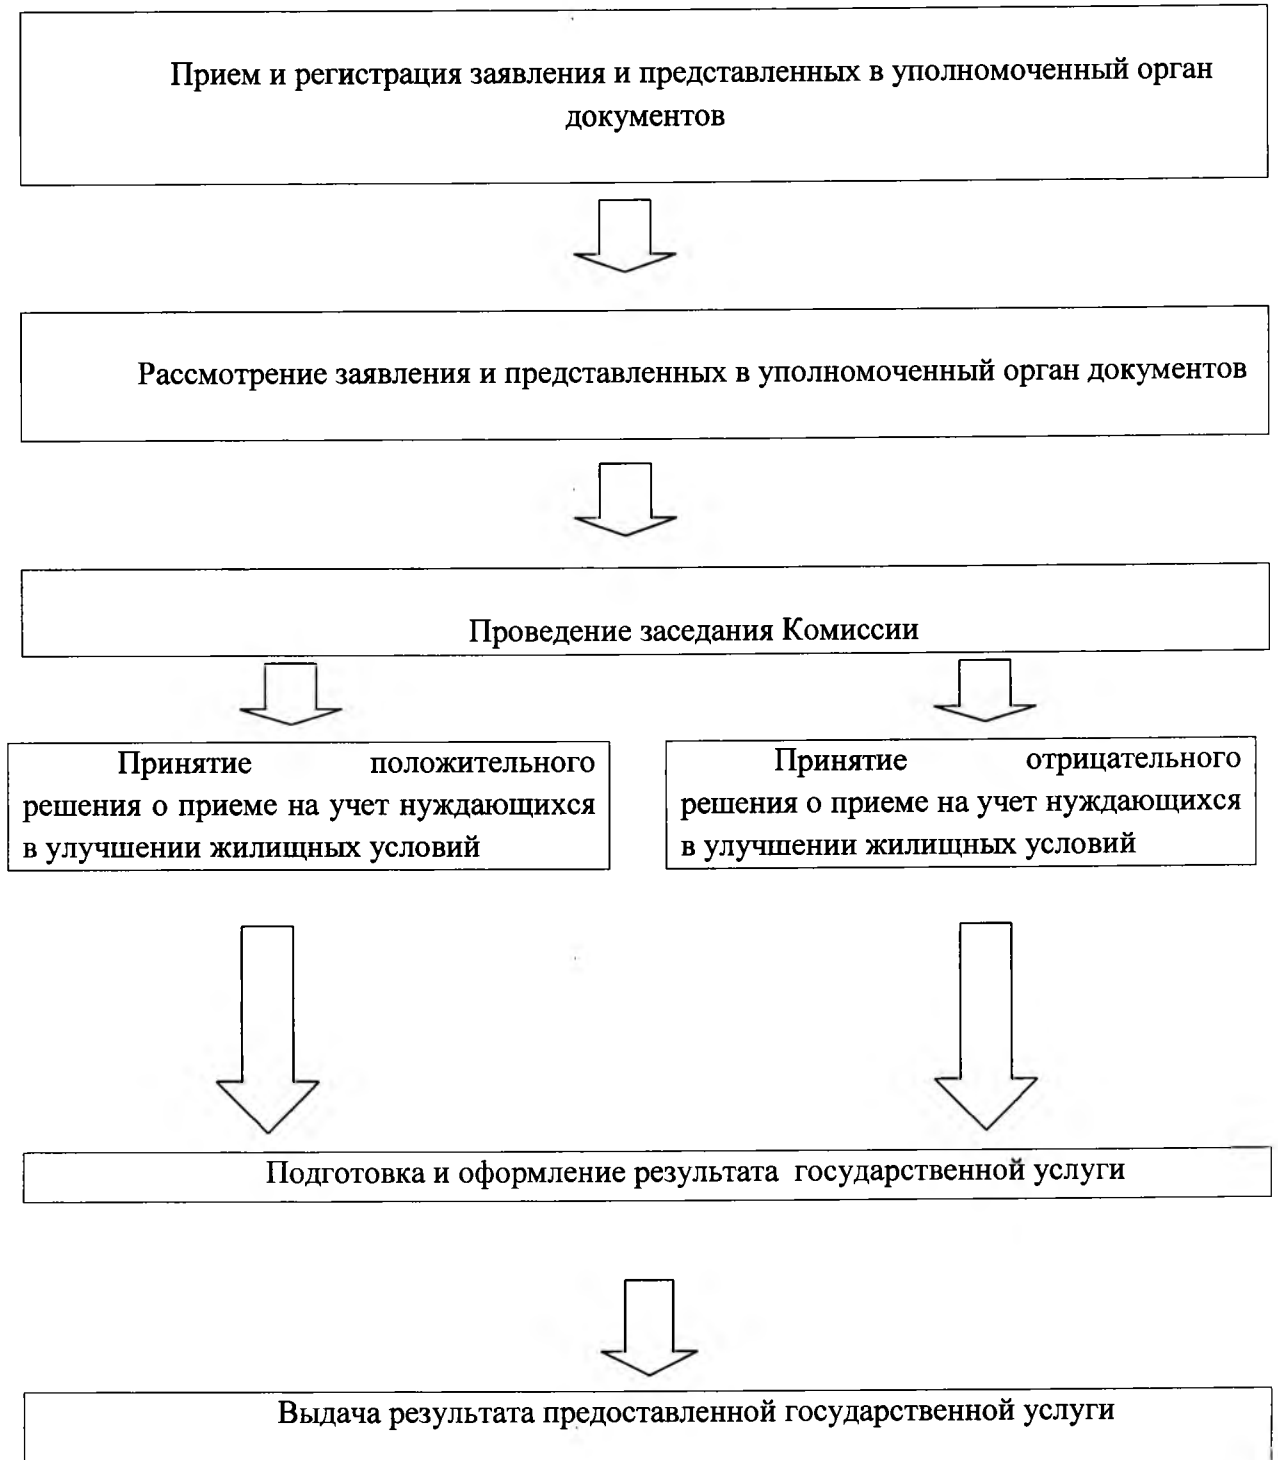 Прием и регистрация заявления и представленных в уполномоченный орган
документов
Рассмотрение заявления и представленных в уполномоченный орган документов
Проведение заседания Комиссии
Принятие положительного
решения о приеме на учет нуждающихся
в улучшении жилищных условий
Принятие отрицательного
решения о приеме на учет нуждающихся
в улучшении жилищных условий
Подготовка и оформление результата государственной услуги
Выдача результата предоставленной государственной услуги